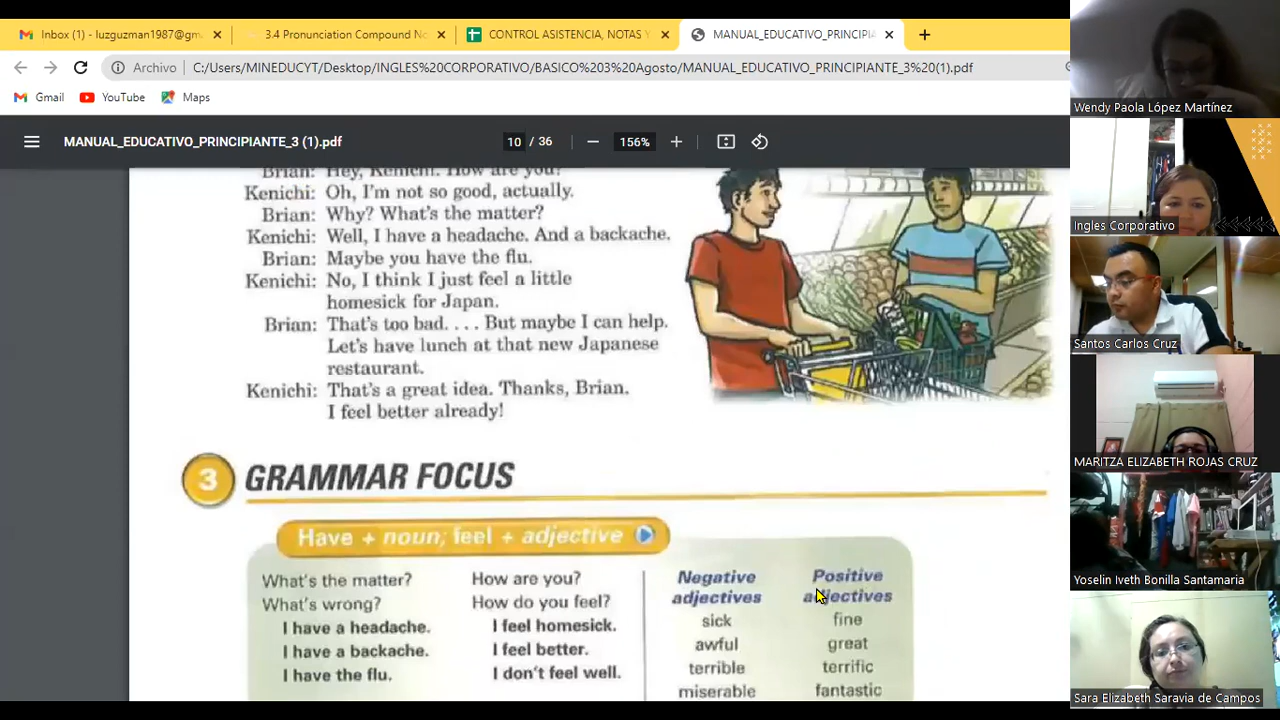 Inbox (1) - luzguzman1987@gm
3.4 Pronunciation Compound No
CONTROL ASISTENCIA, NOTAS Y
MANUAL_EDUCATIVO_PRINCIPIA
Archivo
C:/Users/MINEDUCYT/Desktop/INGLES%20CORPORATIVO/BASICO%203%20Agosto/MANUAL_EDUCATIVO_PRINCIPIANTE_3%20(1).pdf
Gmail
YouTube
Maps
MANUAL_EDUCATIVO_PRINCIPIANTE_3 (1).pdf
10 / 36
156%
Brian: Hey, Kenichi. How are you?
Kenichi: Oh, I'm not so good, actually.
Brian: Why? What's the matter?
Kenichi: Well, I have a headache. And a backache.
Brian: Maybe you have the flu.
Kenichi: No, I think I just feel a little
homesick for Japan.
Brian: That's too bad. . . . But maybe I can help.
Let's have lunch at that new Japanese
restaurant.
Kenichi: That's a great idea. Thanks, Brian.
I feel better already!
3 GRAMMAR FOCUS
Have + noun; feel + adjective
What's the matter?
What's wrong?
I have a headache.
I have a backache.
I have the flu.
How are you?
How do you feel?
I feel homesick.
I feel better.
I don't feel well.
Negative
adjectives
sick
awful
terrible
miserable
Positive
adjectives
fine
great
terrific
fantastic
Wendy Paola López Martínez
Ingles Corporativo
Santos Carlos Cruz
MARITZA ELIZABETH ROJAS CRUZ
Yoselin Iveth Bonilla Santamaria
Sara Elizabeth Saravia de Campos